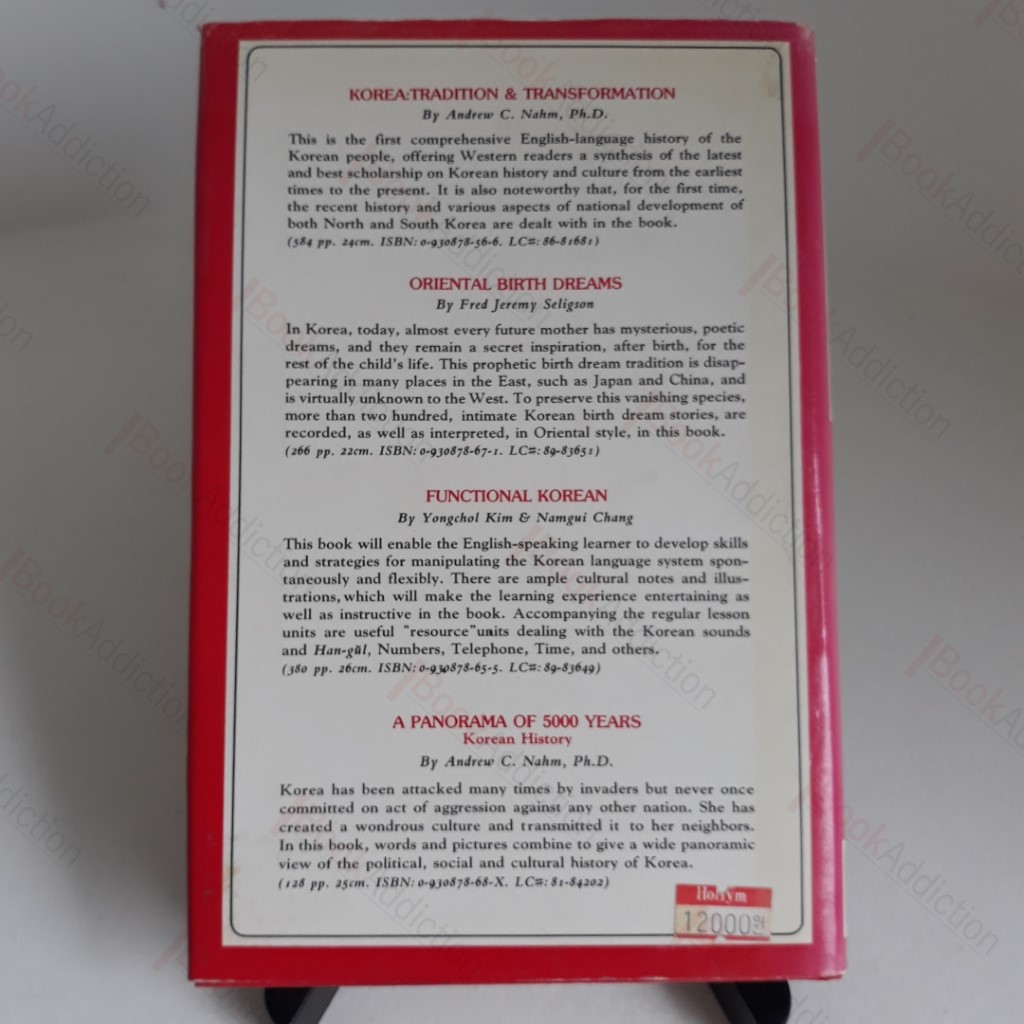 KOREA:TRADITION & TRANSFORMATION
By Andrew C. Nahm, Ph.D.
This is the first comprehensive English-language history of the
Korean people, offering Western readers a synthesis of the latest
and best scholarship on Korean history and culture from the earliest
times to the present. It is also noteworthy that, for the first time,
the recent history and various aspects of national development of
both North and South Korea are dealt with in the book.
(584 pp. 24cm. ISBN: 0-930878-56-6. LC#: 86-81681)
ORIENTAL BIRTH DREAMS
By Fred Jeremy Seligson
In Korea, today, almost every future mother has mysterious, poetic
dreams, and they remain a secret inspiration, after birth, for the
rest of the child's life. This prophetic birth dream tradition is disap-
pearing in many places in the East, such as Japan and China, and
is virtually unknown to the West. To preserve this vanishing species,
more than two hundred, intimate Korean birth dream stories, are
recorded, as well as interpreted, in Oriental style, in this book.
(266 pp. 22cm. ISBN: 0-930878-67-1. LC#: 89-83651)
FUNCTIONAL KOREAN
By Yongchol Kim & Namgui Chang
This book will enable the English-speaking learner to develop skills
and strategies for manipulating the Korean language system spon-
taneously and flexibly. There are ample cultural notes and illus-
trations, which will make the learning experience entertaining as
well as instructive in the book. Accompanying the regular lesson
units are useful "resource"units dealing with the Korean sounds
and Han-gŭl, Numbers, Telephone, Time, and others.
(380 pp. 26cm. ISBN: 0-930878-65-5. LC#: 89-83649)
A PANORAMA OF 5000 YEARS
Korean History
By Andrew C. Nahm, Ph.D.
Korea has been attacked many times by invaders but never once
committed on act of aggression against any other nation. She has
created a wondrous culture and transmitted it to her neighbors.
In this book, words and pictures combine to give a wide panoramic
view of the political, social and cultural history of Korea.
(128 pp. 25cm. ISBN: 0-930878-68-X. LC#: 81-84202)
Hollym
12000
BookAddiction